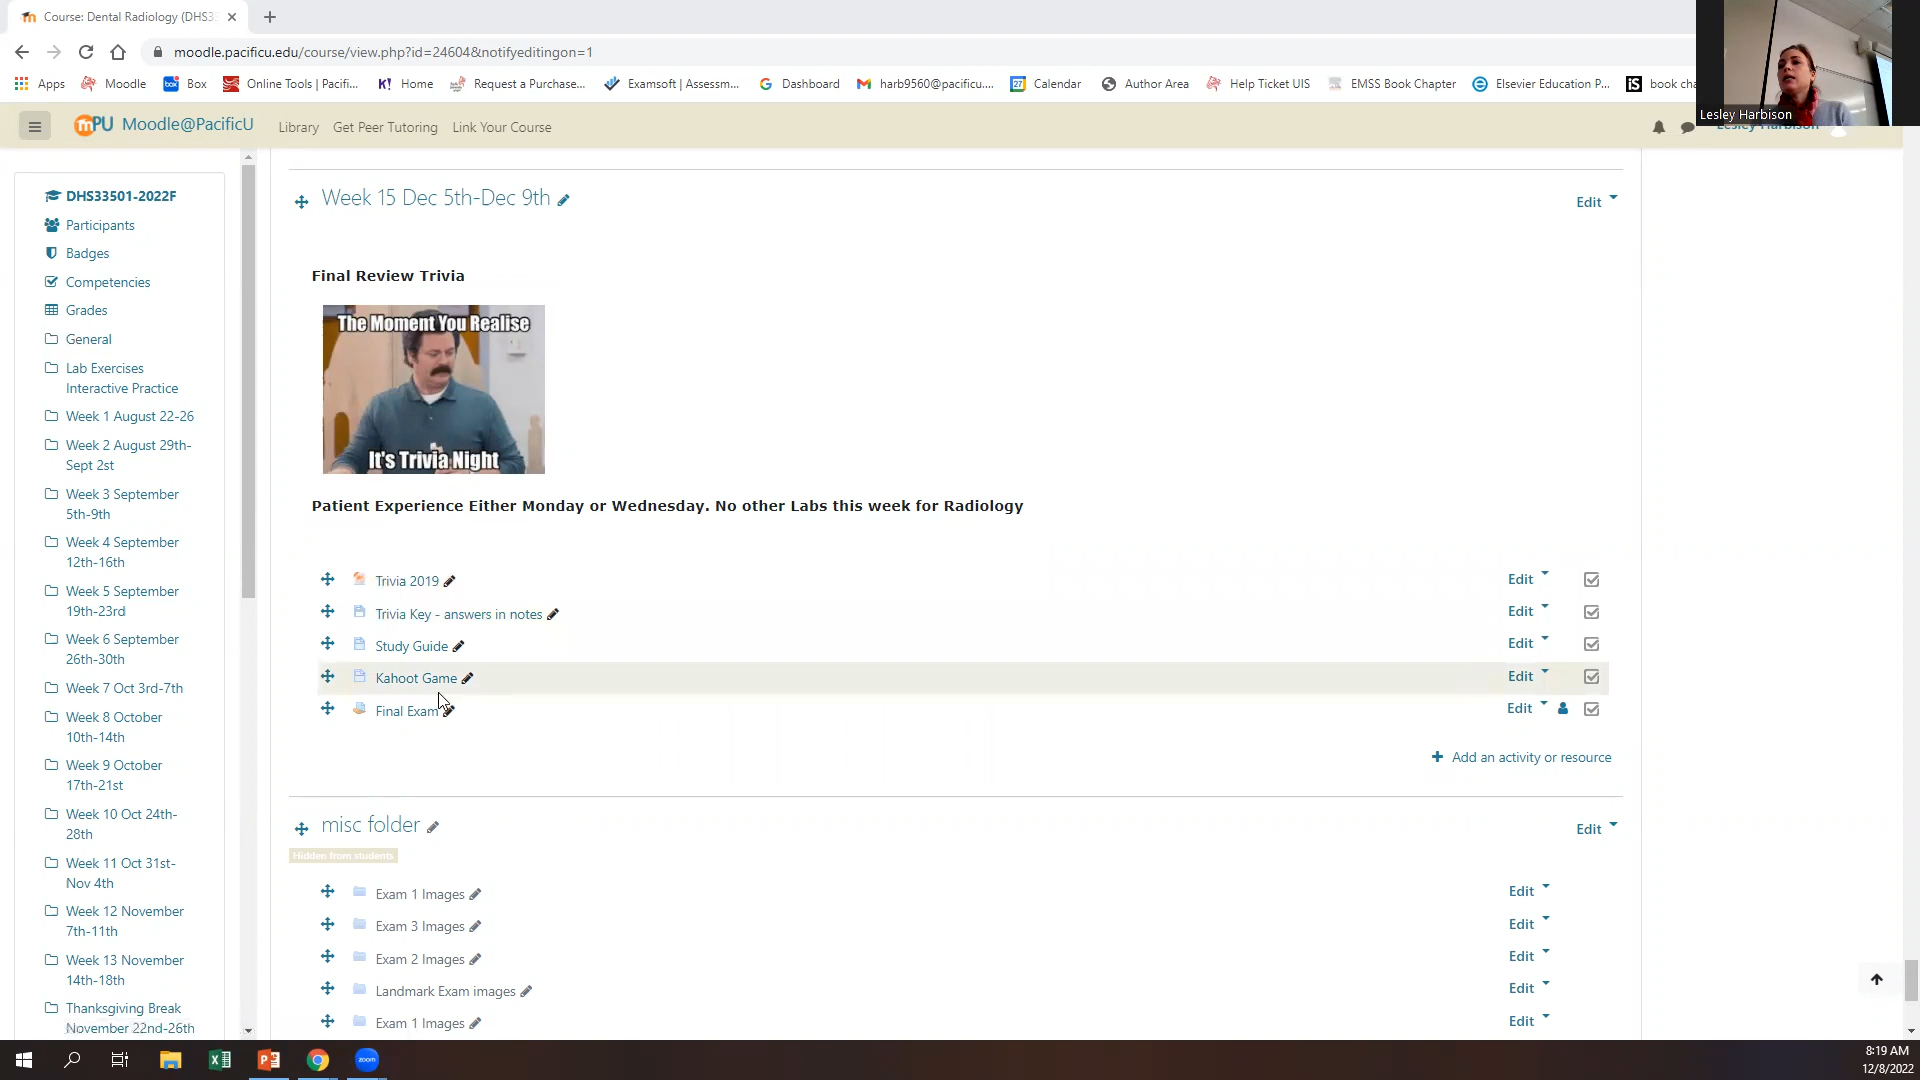 Course: Dental Radiology (DHS33
moodle.pacificu.edu/course/view.php?id=24604&notifyeditingon=1
Apps
Moodle
Box
Online Tools | Pacifi...
K! Home
Request a Purchase...
Examsoft | Assessm...
Dashboard
harb9560@pacificu....
Calendar
Author Area
Help Ticket UIS
EMSS Book Chapter
Elsevier Education P...
book cha
Lesley Harbison
mPU Moodle@PacificU
Library
Get Peer Tutoring
Link Your Course
Lesley Harbison
DHS33501-2022F
Participants
Badges
Competencies
Grades
General
Lab Exercises
Interactive Practice
Week 1 August 22-26
Week 2 August 29th-
Sept 2st
Week 3 September
5th-9th
Week 4 September
12th-16th
Week 5 September
19th-23rd
Week 6 September
26th-30th
Week 7 Oct 3rd-7th
Week 8 October
10th-14th
Week 9 October
17th-21st
Week 10 Oct 24th-
28th
Week 11 Oct 31st-
Nov 4th
Week 12 November
7th-11th
Week 13 November
14th-18th
Thanksgiving Break
November 22nd-26th
Week 15 Dec 5th-Dec 9th
Edit
Final Review Trivia
The Moment You Realise
It's Trivia Night
Patient Experience Either Monday or Wednesday. No other Labs this week for Radiology
Trivia 2019
Edit
Trivia Key - answers in notes
Edit
Study Guide
Edit
Kahoot Game
Edit
Final Exam
Edit
Add an activity or resource
misc folder
Edit
Hidden from students
Exam 1 Images
Edit
Exam 3 Images
Edit
Exam 2 Images
Edit
Landmark Exam images
Edit
Exam 1 Images
Edit
zoom
8:19 AM
12/8/2022